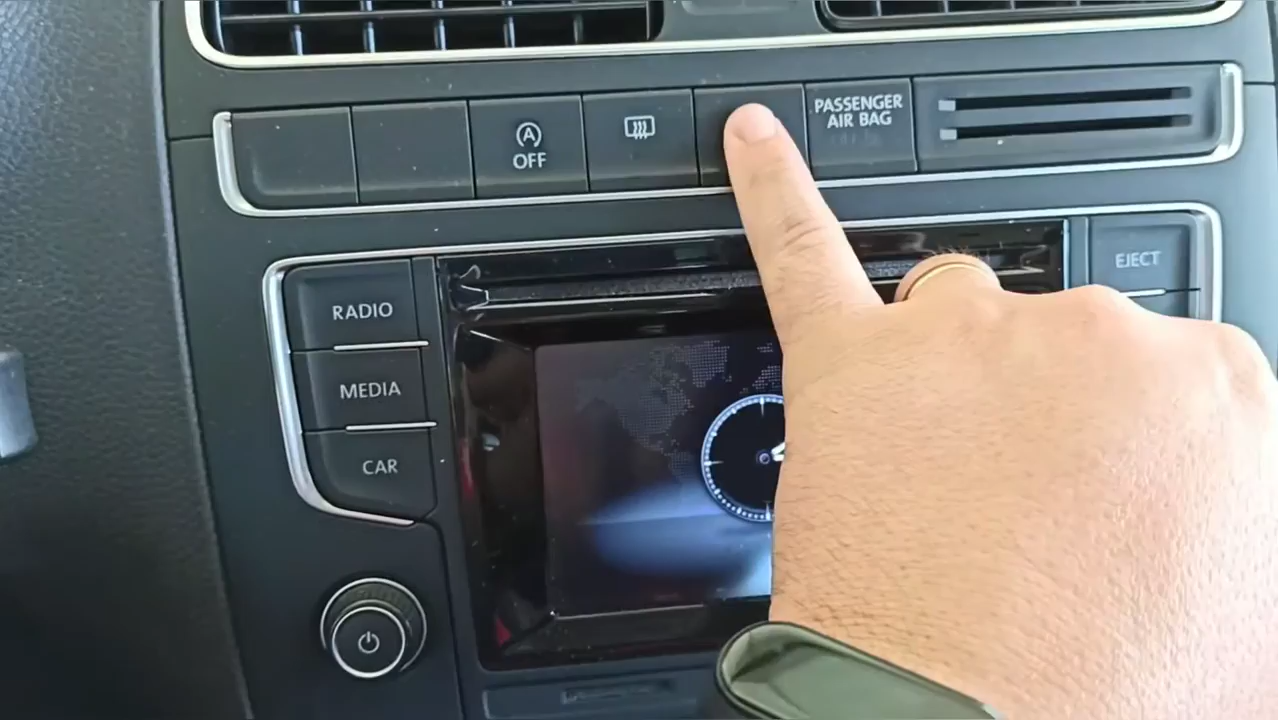 OFF
PASSENGER
AIR BAG
RADIO
MEDIA
CAR
EJECT